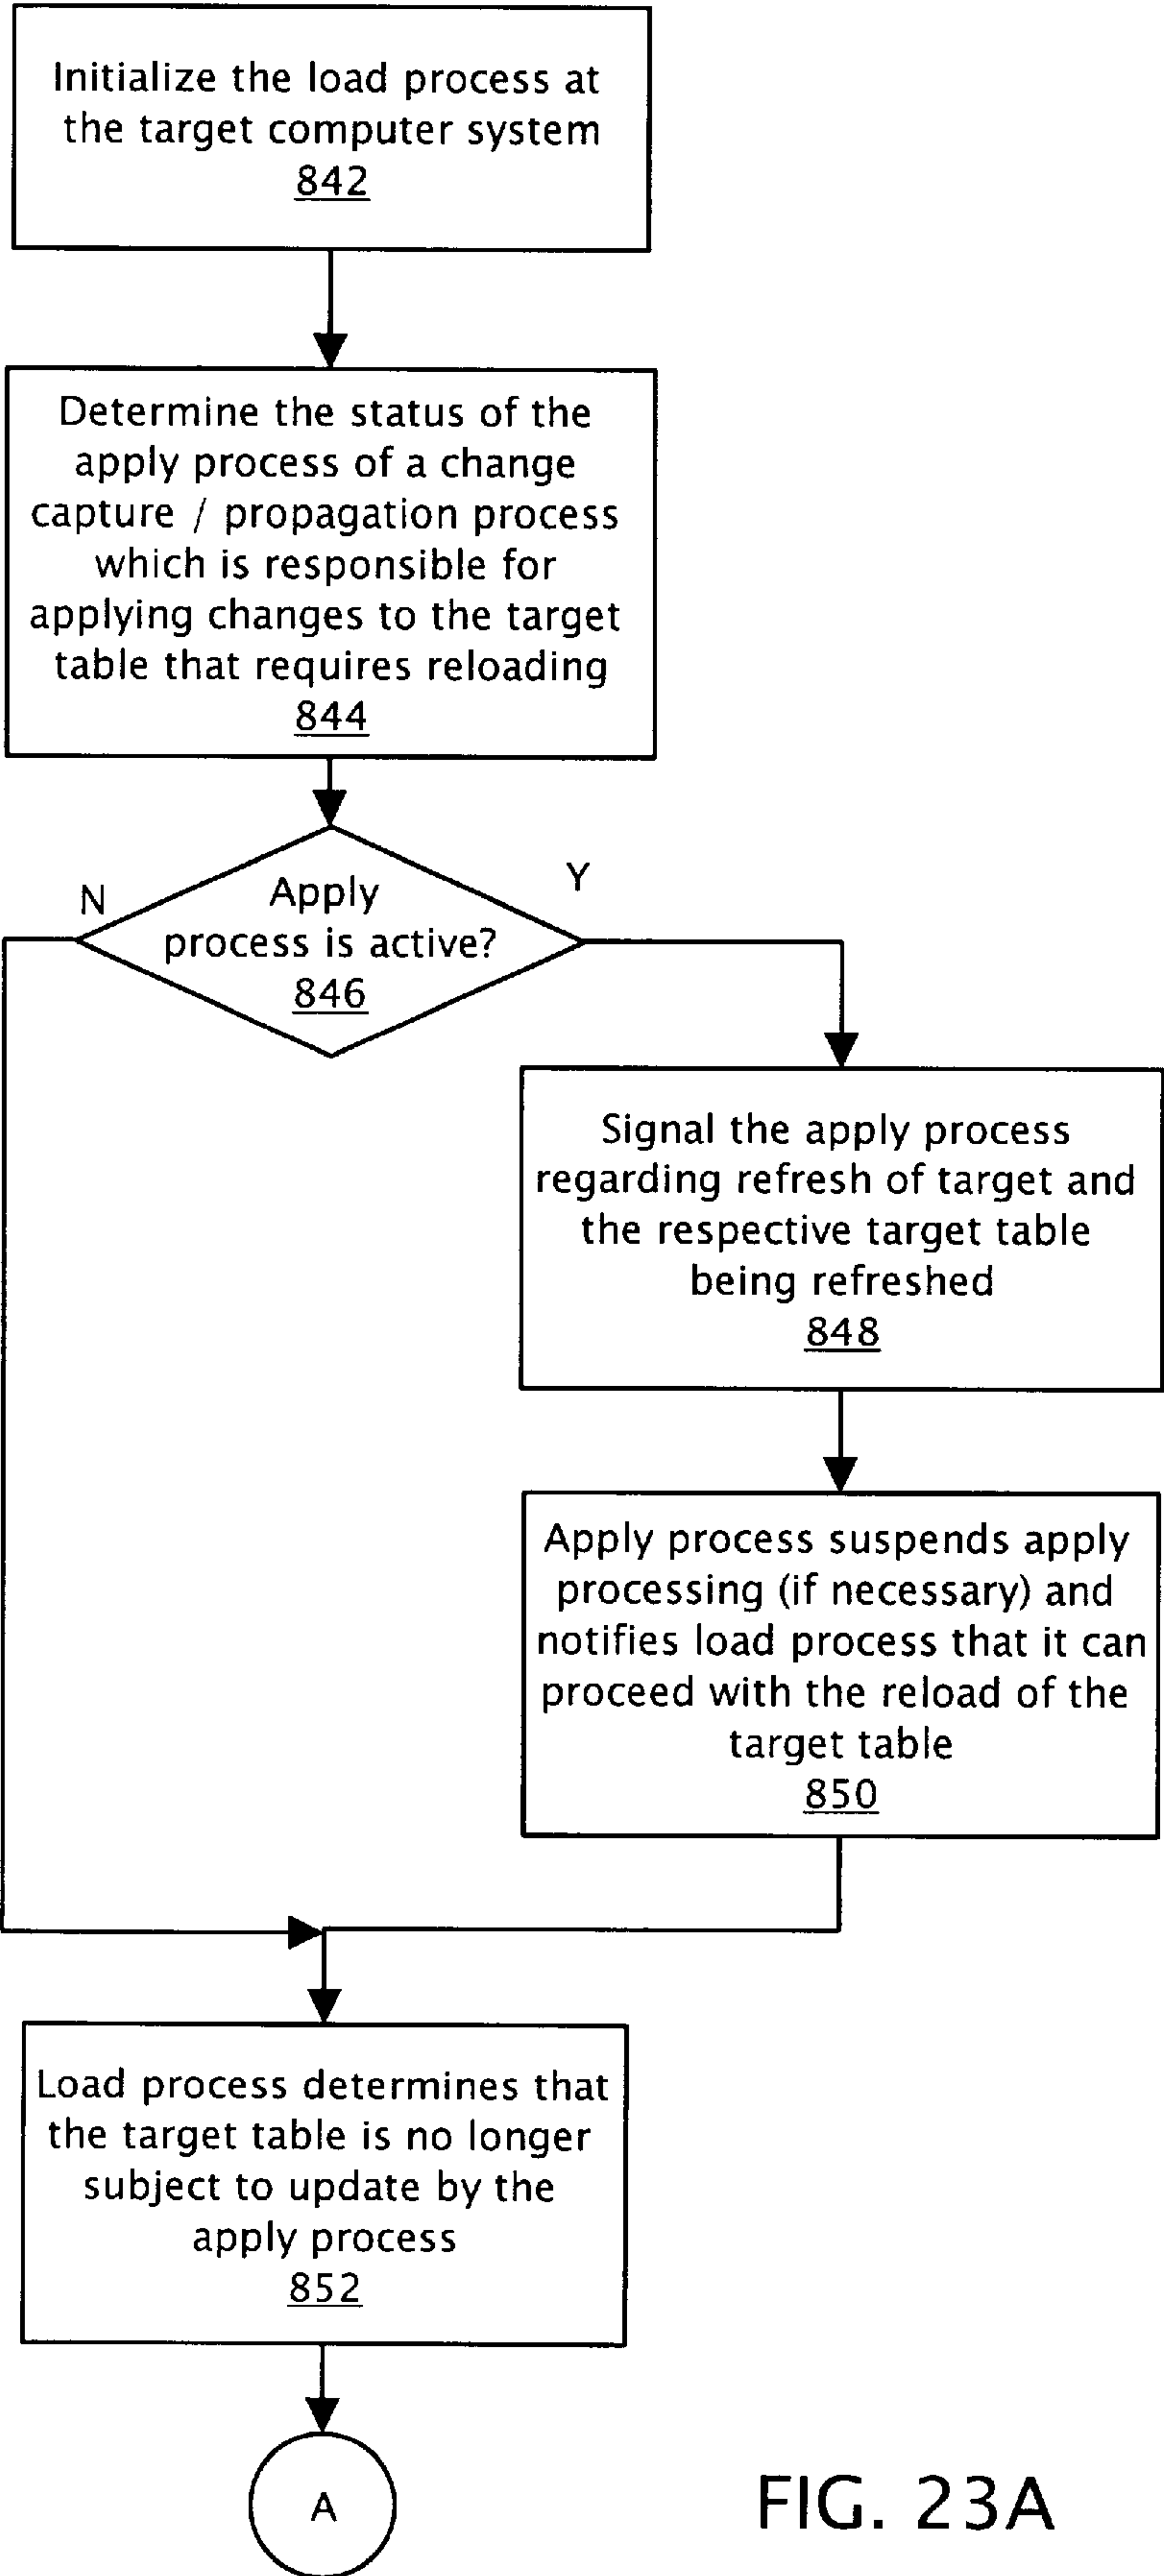 Initialize the load process at
the target computer system
842
Determine the status of the
apply process of a change
capture / propagation process
which is responsible for
applying changes to the target
table that requires reloading
844
N
Y
Apply
process is active?
846
Signal the apply process
regarding refresh of target and
the respective target table
being refreshed
848
Apply process suspends apply
processing (if necessary) and
notifies load process that it can
proceed with the reload of the
target table
850
Load process determines that
the target table is no longer
subject to update by the
apply process
852
A
FIG. 23A